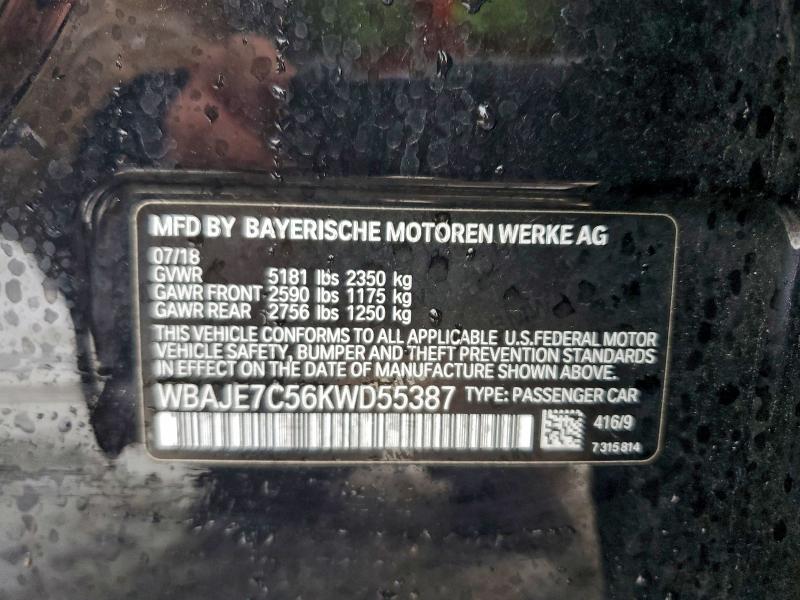 MFD BY BAYERISCHE MOTOREN WERKE AG
07/18
GVWR 5181 lbs 2350 kg
GAWR FRONT 2590 lbs 1175 kg
GAWR REAR 2756 lbs 1250 kg
THIS VEHICLE CONFORMS TO ALL APPLICABLE U.S.FEDERAL MOTOR
VEHICLE SAFETY, BUMPER AND THEFT PREVENTION STANDARDS
IN EFFECT ON THE DATE OF MANUFACTURE SHOWN ABOVE.
WBAJE7C56KWD55387 TYPE: PASSENGER CAR
416/9
7 315 814